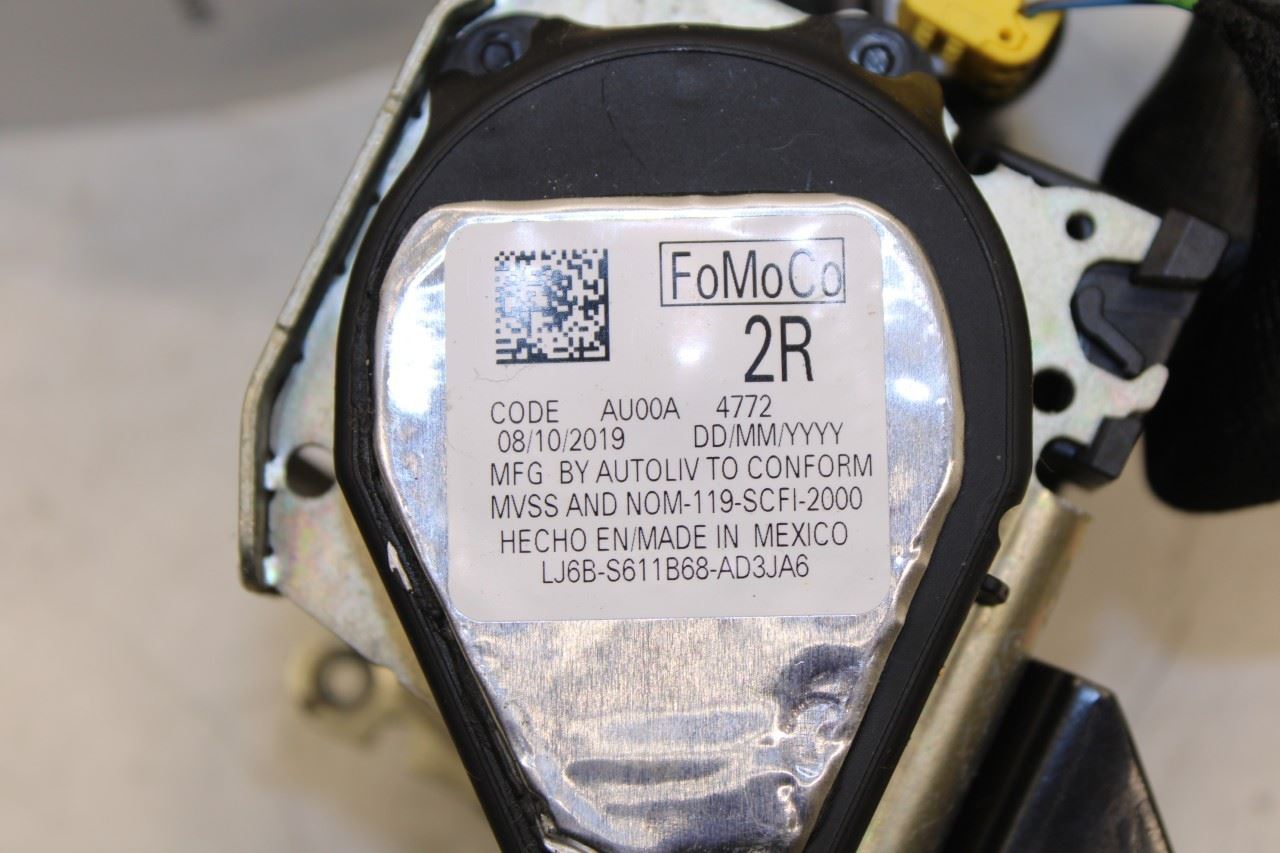 FoMoCo
2R
CODE AU00A 4772
08/10/2019 DD/MM/YYYY
MFG BY AUTOLIV TO CONFORM
MVSS AND NOM-119-SCFI-2000
HECHO EN/MADE IN MEXICO
LJ6B-S611B68-AD3JA6